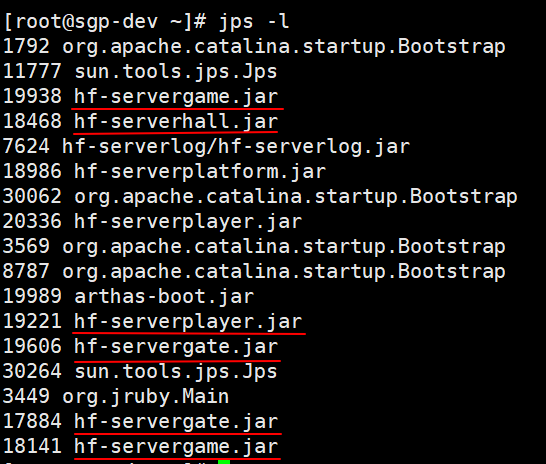 [root@sgp-dev ~]# jps -l
1792 org.apache.catalina.startup.Bootstrap
11777 sun.tools.jps.Jps
19938 hf-servergame.jar
18468 hf-serverhall.jar
7624 hf-serverlog/hf-serverlog.jar
18986 hf-serverplatform.jar
30062 org.apache.catalina.startup.Bootstrap
20336 hf-serverplayer.jar
3569 org.apache.catalina.startup.Bootstrap
8787 org.apache.catalina.startup.Bootstrap
19989 arthas-boot.jar
19221 hf-serverplayer.jar
19606 hf-servergate.jar
30264 sun.tools.jps.Jps
3449 org.jruby.Main
17884 hf-servergate.jar
18141 hf-servergame.jar